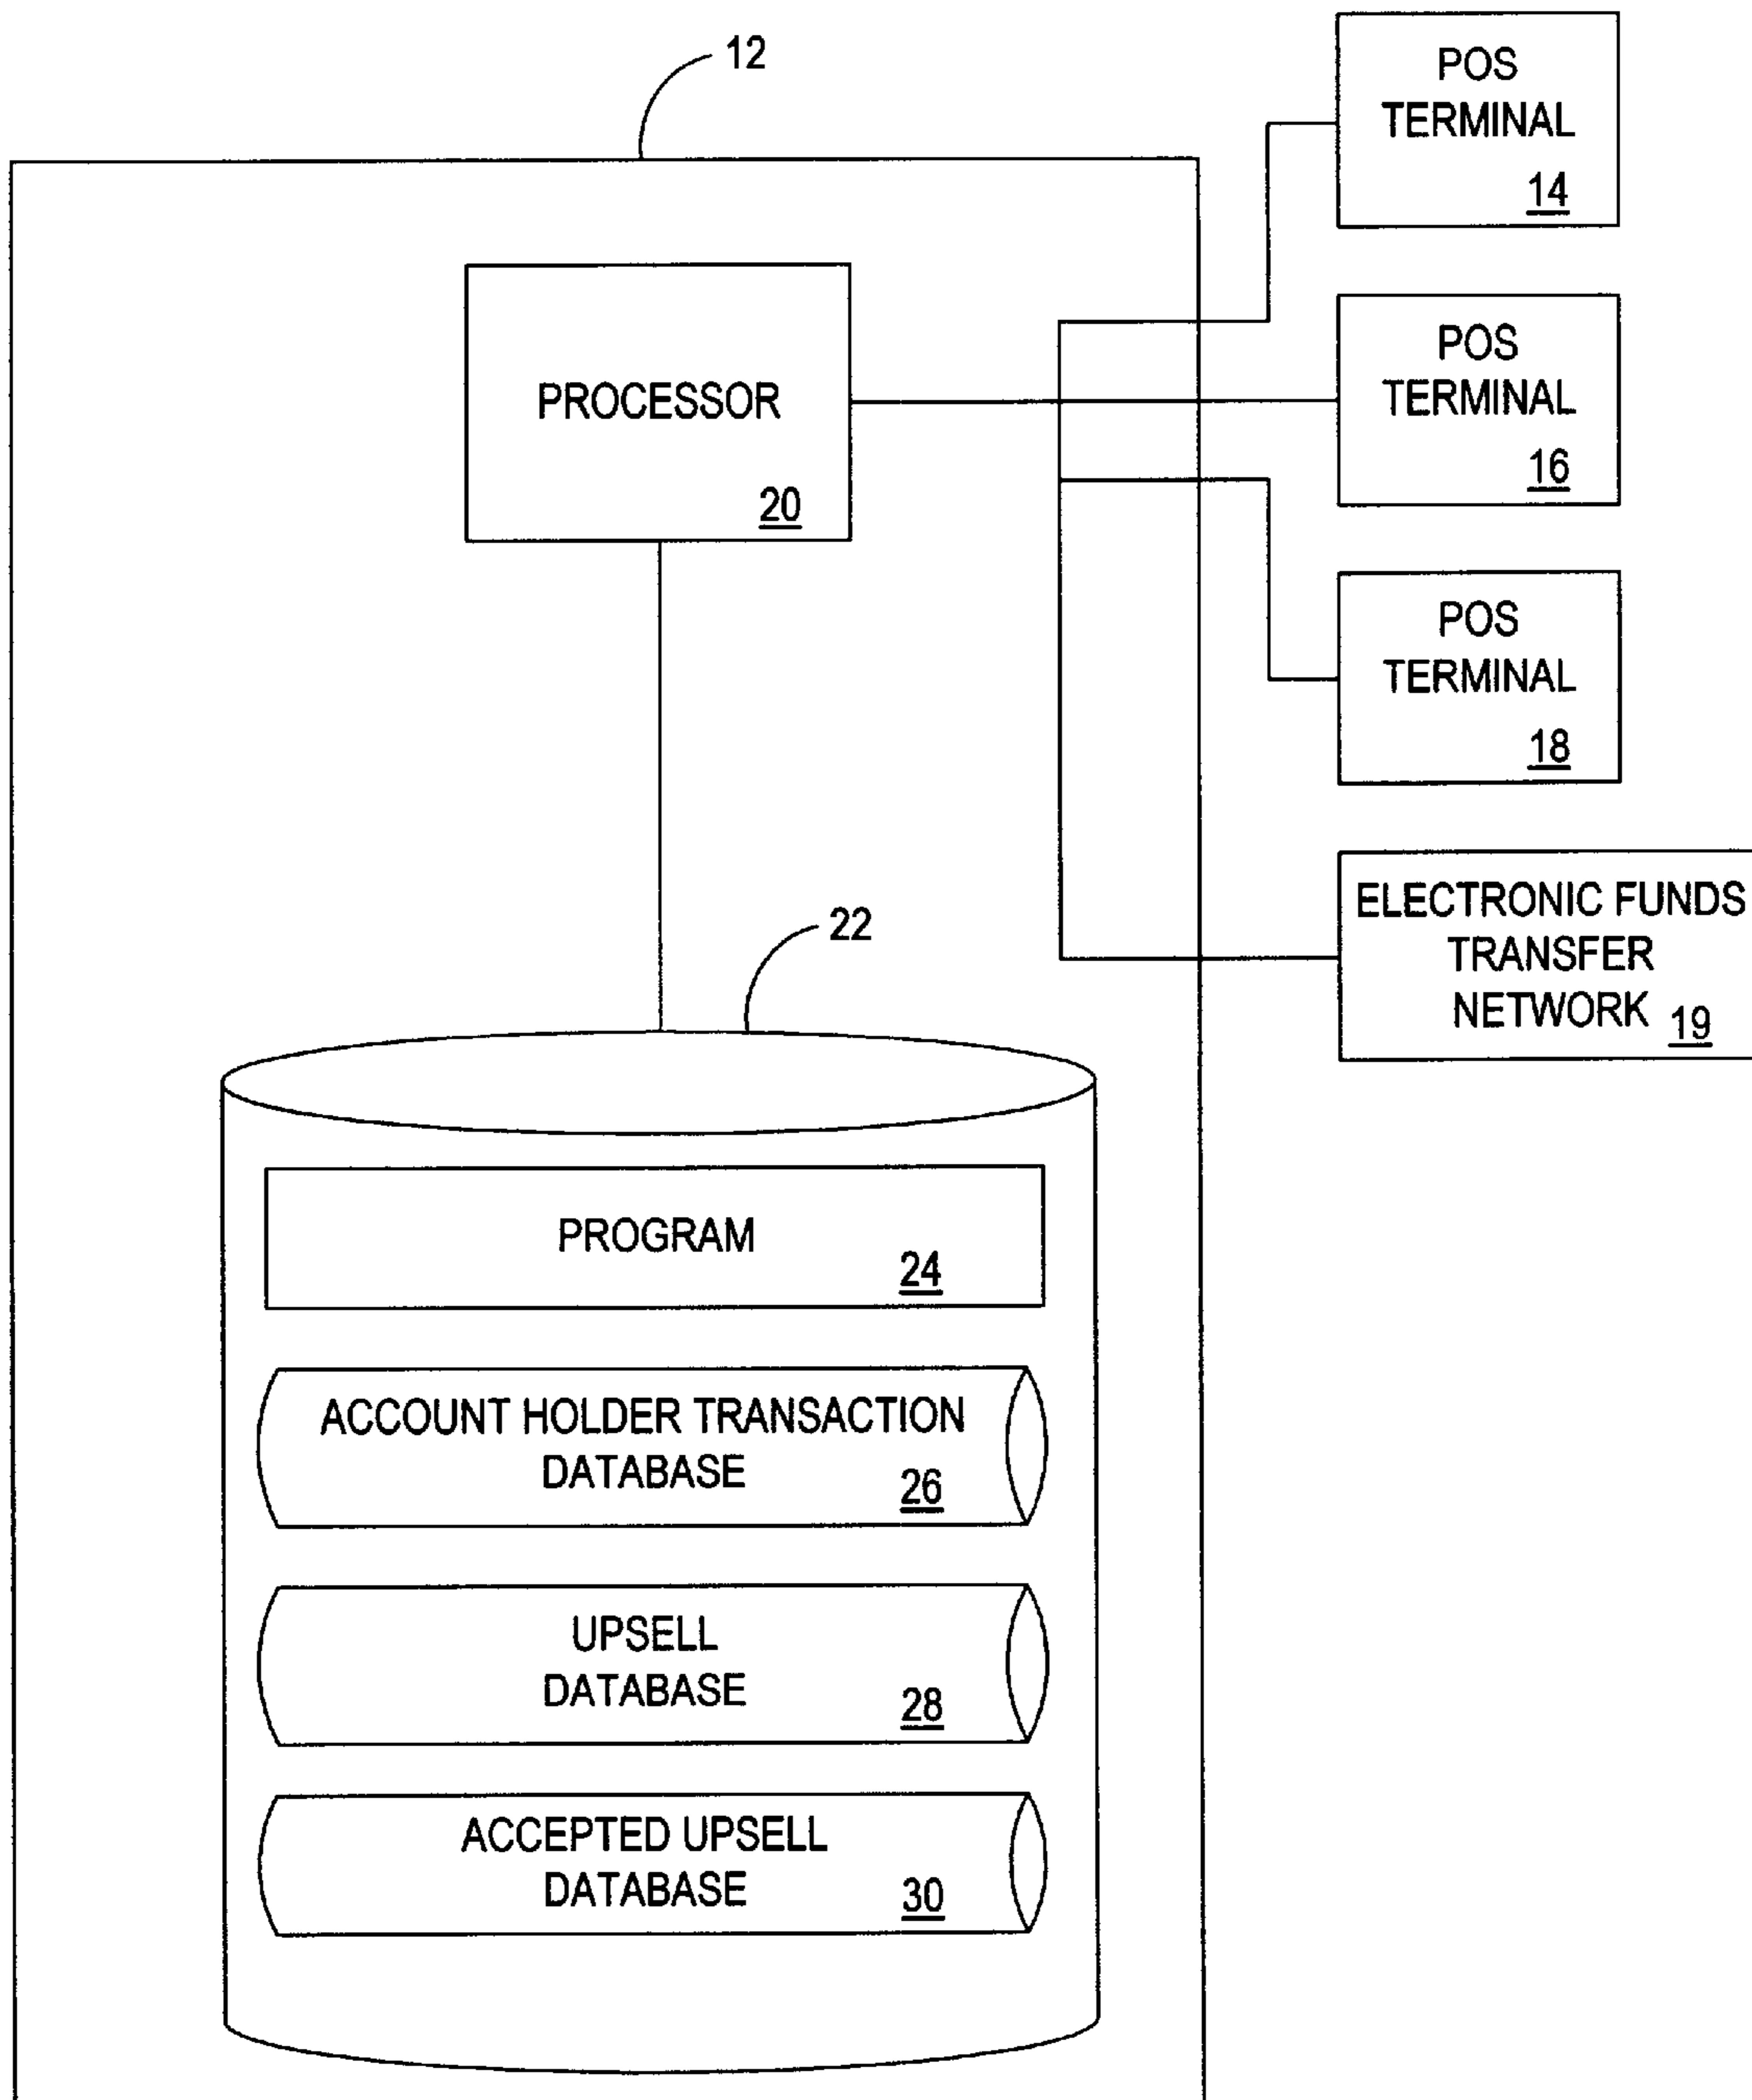 12
POS
TERMINAL
14
PROCESSOR
20
POS
TERMINAL
16
POS
TERMINAL
18
ELECTRONIC FUNDS
TRANSFER
NETWORK 19
22
PROGRAM
24
ACCOUNT HOLDER TRANSACTION
DATABASE 26
UPSELL
DATABASE 28
ACCEPTED UPSELL
DATABASE 30